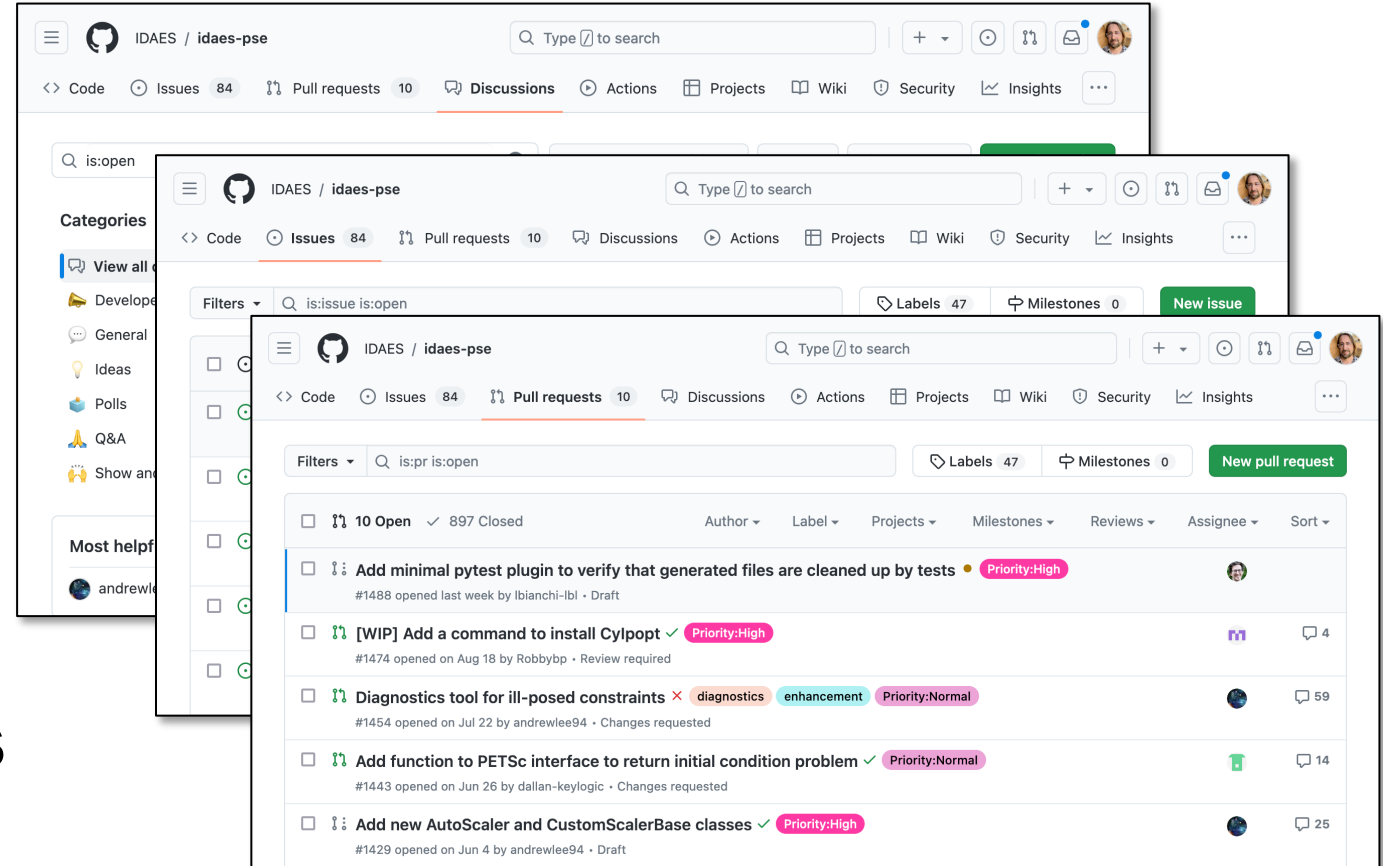 IDAES / idaes-pse
Type / to search
Code Issues 84 Pull requests 10 Discussions Actions Projects Wiki Security Insights
is:open
Categories
View all
Develope
General
Ideas
Polls
Q&A
Show and
Most helpf
andrewle
IDAES / idaes-pse
Type / to search
Code Issues 84 Pull requests 10 Discussions Actions Projects Wiki Security Insights
Filters is:issue is:open Labels 47 Milestones 0 New issue
IDAES / idaes-pse
Type / to search
Code Issues 84 Pull requests 10 Discussions Actions Projects Wiki Security Insights
Filters is:pr is:open Labels 47 Milestones 0 New pull request
10 Open 897 Closed Author Label Projects Milestones Reviews Assignee Sort
Add minimal pytest plugin to verify that generated files are cleaned up by tests Priority:High
#1488 opened last week by lbianchi-lbl • Draft
[WIP] Add a command to install Cylpopt Priority:High 4
#1474 opened on Aug 18 by Robbybp • Review required
Diagnostics tool for ill-posed constraints diagnostics enhancement Priority:Normal 59
#1454 opened on Jul 22 by andrewlee94 • Changes requested
Add function to PETSc interface to return initial condition problem Priority:Normal 14
#1443 opened on Jun 26 by dallan-keylogic • Changes requested
Add new AutoScaler and CustomScalerBase classes Priority:High 25
#1429 opened on Jun 4 by andrewlee94 • Draft
s